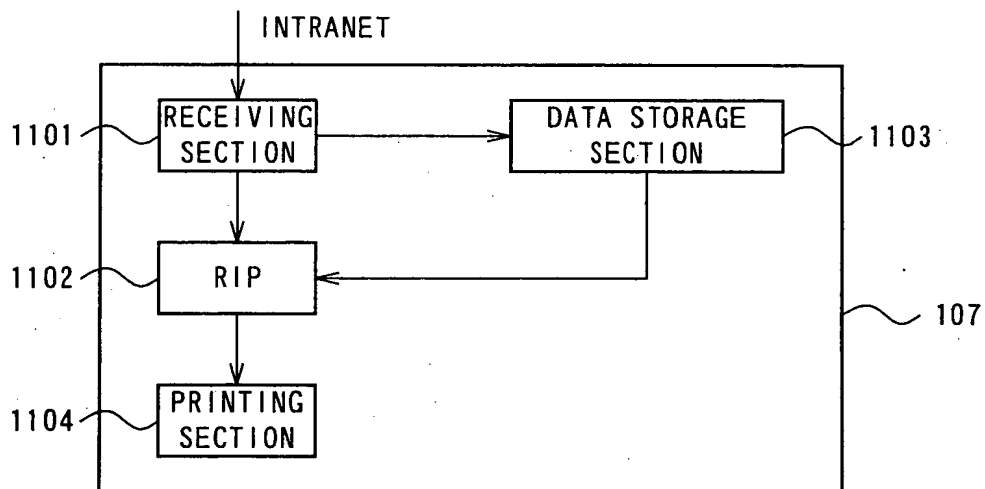 INTRANET
1101
RECEIVING
SECTION
DATA STORAGE
SECTION
1103
1102
RIP
107
1104
PRINTING
SECTION